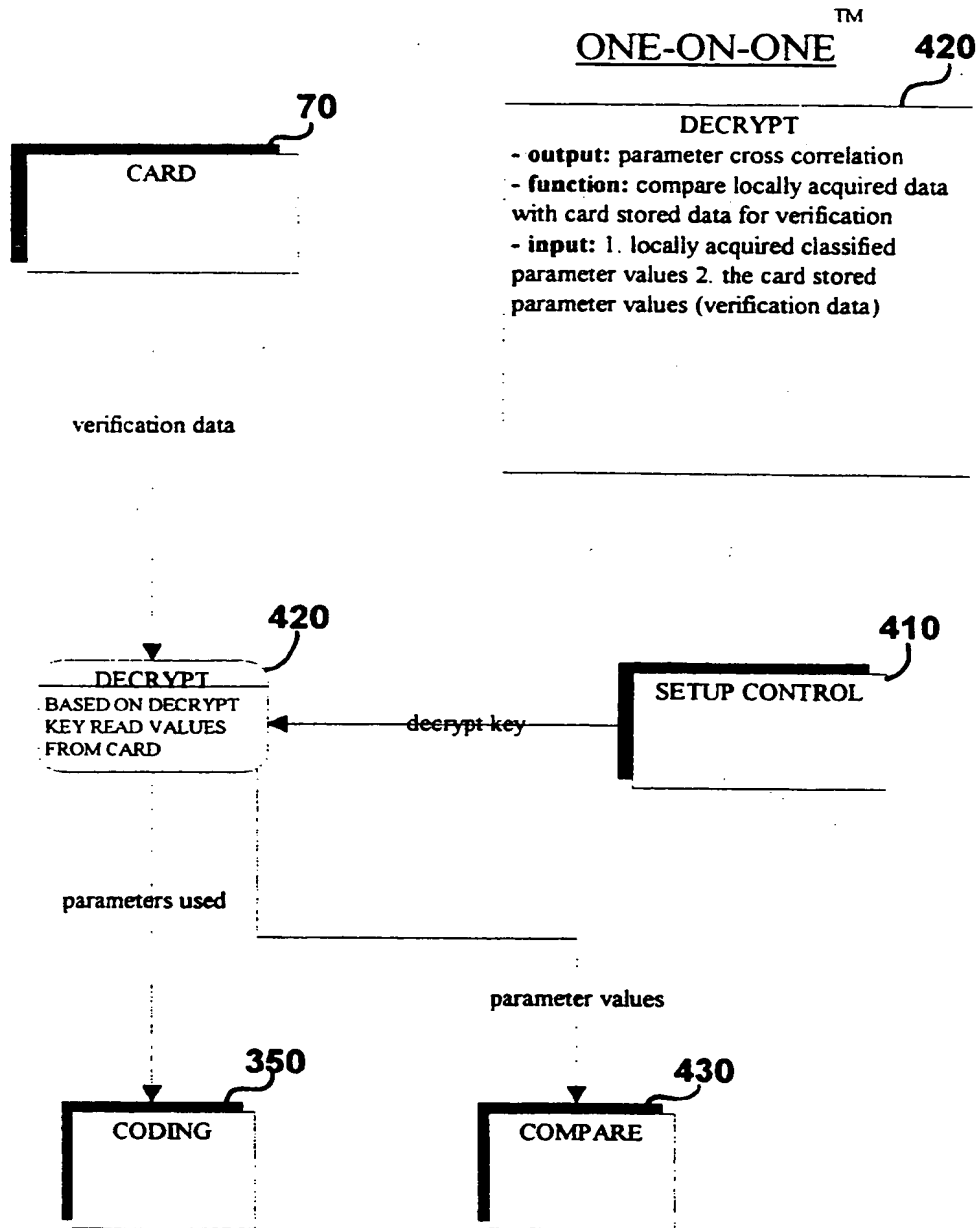 TM
ONE-ON-ONE
420
70
DECRYPT
CARD
- output: parameter cross correlation
- function: compare locally acquired data
with card stored data for verification
- input: 1. locally acquired classified
parameter values 2. the card stored
parameter values (verification data)
verification data
420
410
DECRYPT
BASED ON DECRYPT
KEY READ VALUES
FROM CARD
decrypt key
SETUP CONTROL
parameters used
parameter values
350
430
CODING
COMPARE